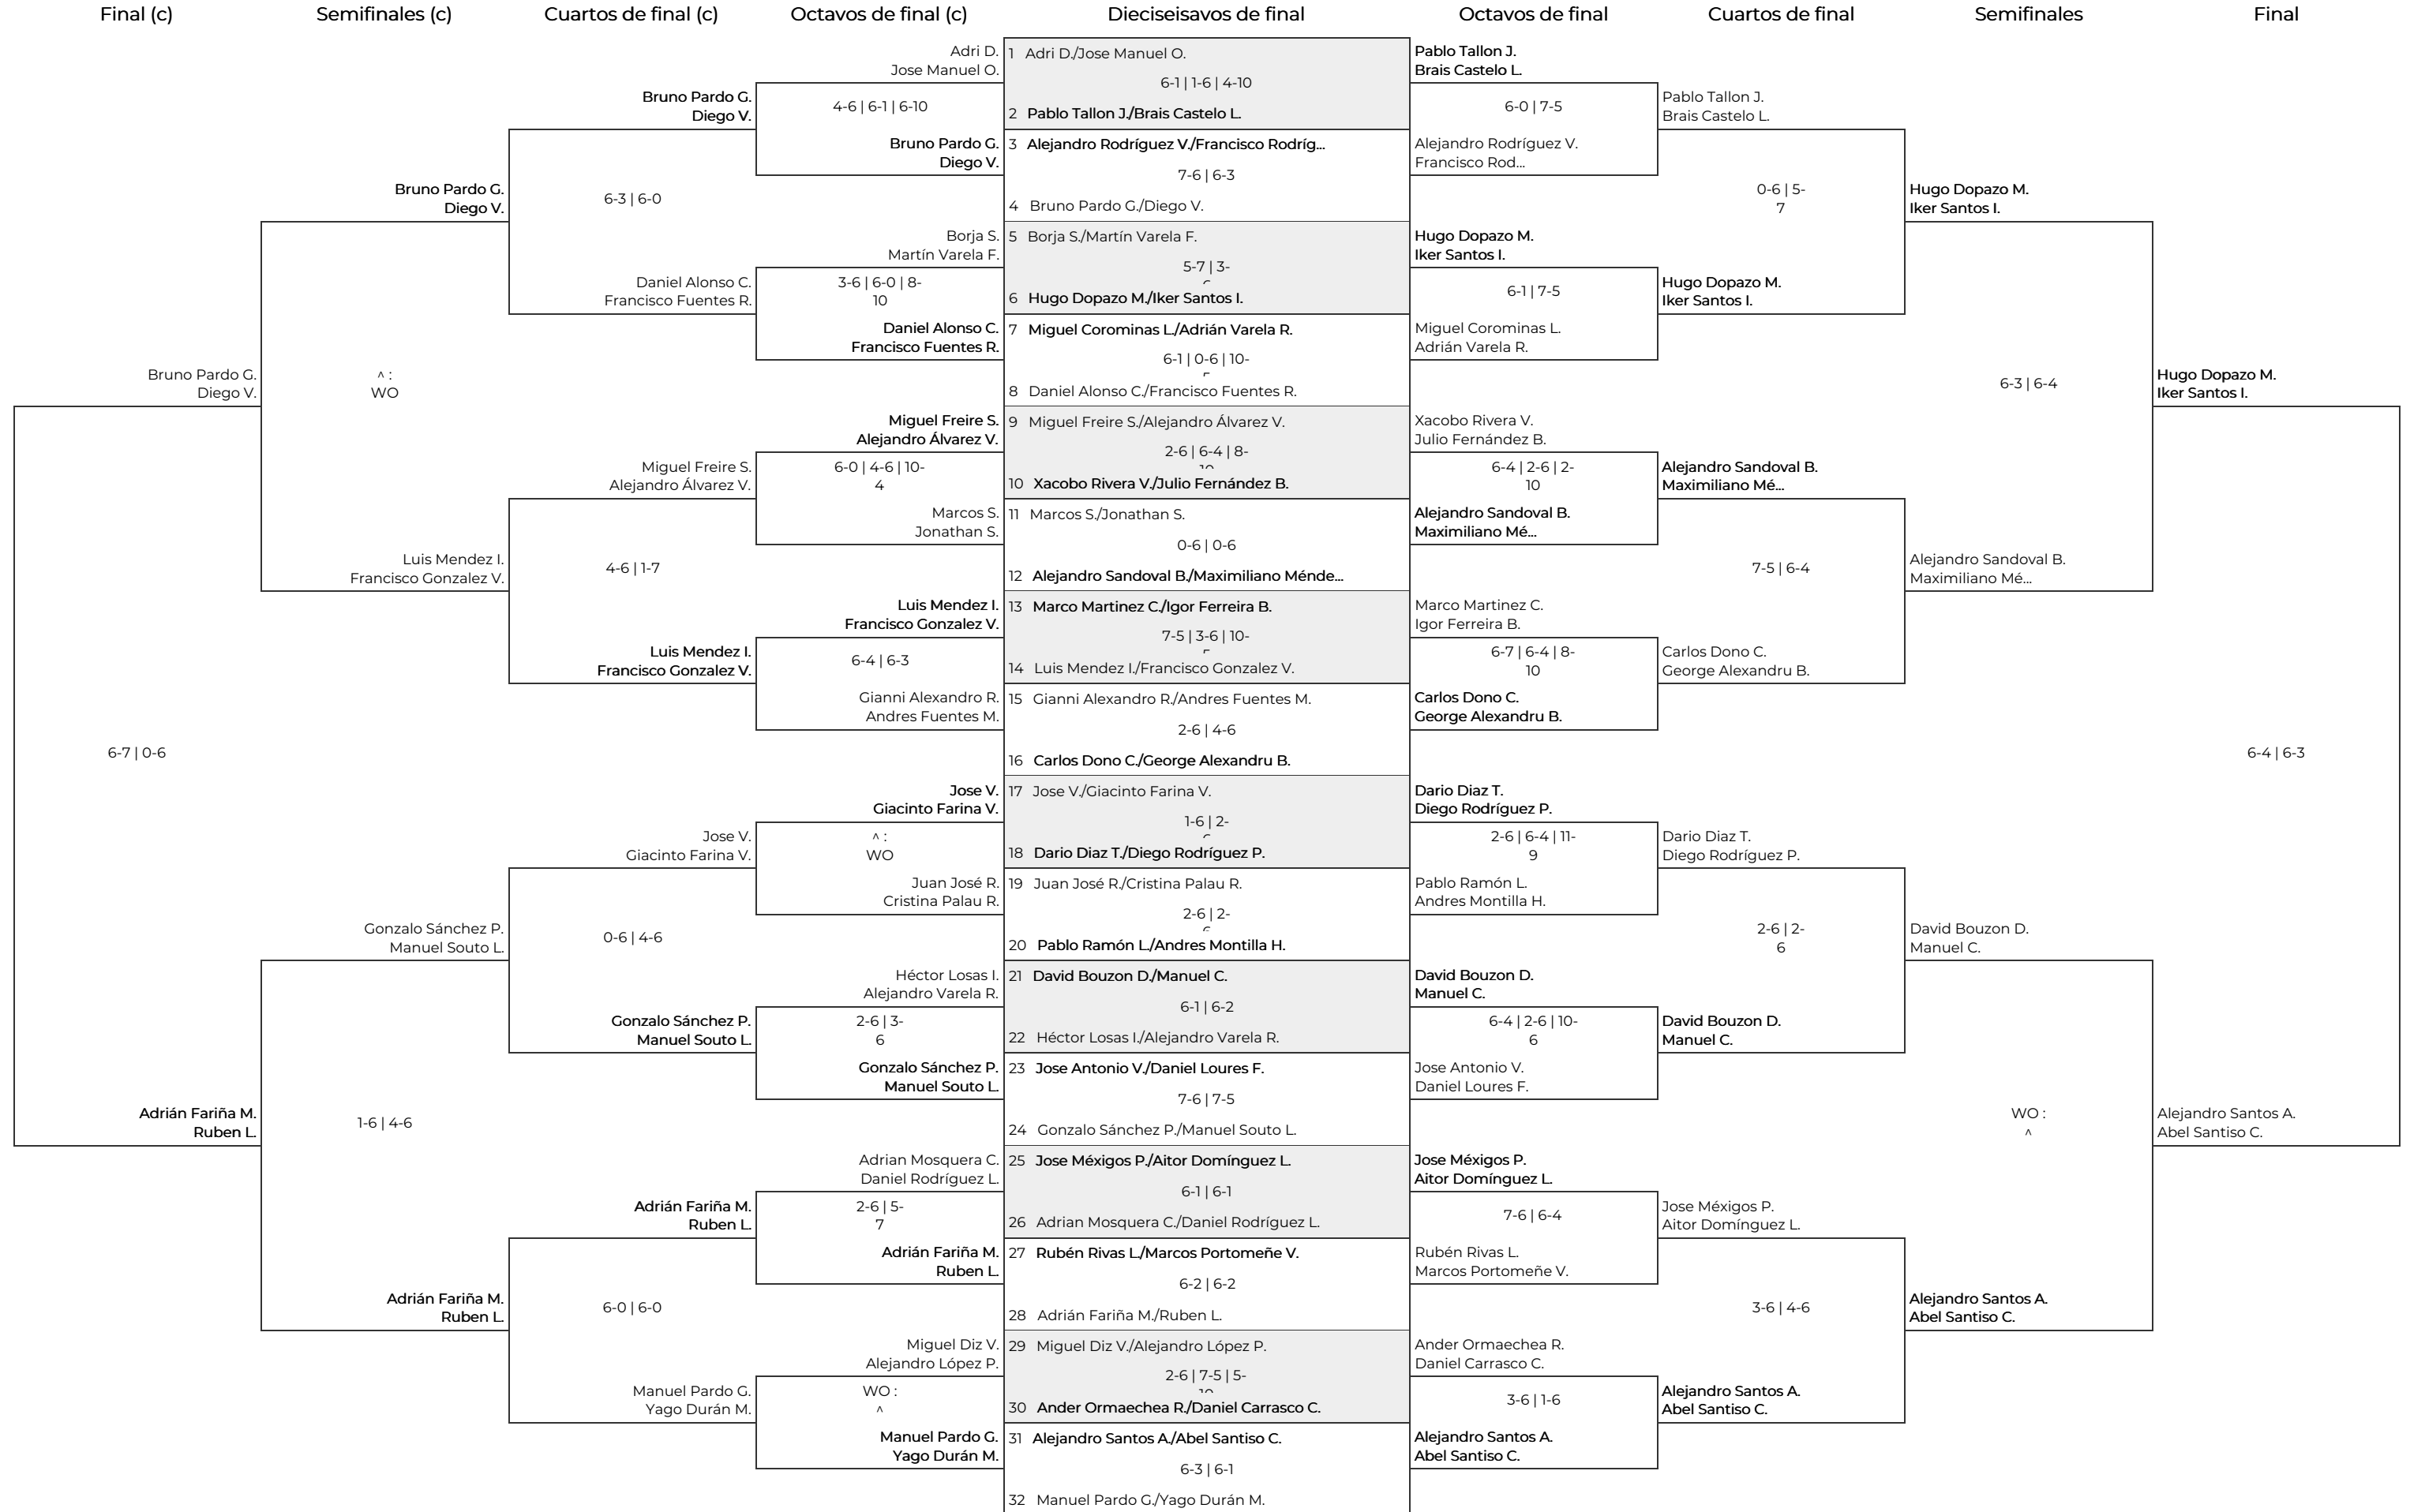 Final (c)
Semifinales (c)
Cuartos de final (c)
Octavos de final (c)
Dieciseisavos de final
Octavos de final
Cuartos de final
Semifinales
Final
Bruno Pardo G.
Diego V.
6-7 | 0-6
Adrián Fariña M.
Ruben L.
Bruno Pardo G.
Diego V.
^ :
WO
Luis Mendez I.
Francisco Gonzalez V.
Gonzalo Sánchez P.
Manuel Souto L.
1-6 | 4-6
Adrián Fariña M.
Ruben L.
Bruno Pardo G.
Diego V.
6-3 | 6-0
Daniel Alonso C.
Francisco Fuentes R.
Miguel Freire S.
Alejandro Álvarez V.
4-6 | 1-7
Luis Mendez I.
Francisco Gonzalez V.
Jose V.
Giacinto Farina V.
0-6 | 4-6
Gonzalo Sánchez P.
Manuel Souto L.
Adrián Fariña M.
Ruben L.
6-0 | 6-0
Manuel Pardo G.
Yago Durán M.
Adri D.
Jose Manuel O.
4-6 | 6-1 | 6-10
Bruno Pardo G.
Diego V.
Borja S.
Martín Varela F.
3-6 | 6-0 | 8-
10
Daniel Alonso C.
Francisco Fuentes R.
Miguel Freire S.
Alejandro Álvarez V.
6-0 | 4-6 | 10-
4
Marcos S.
Jonathan S.
Luis Mendez I.
Francisco Gonzalez V.
6-4 | 6-3
Gianni Alexandro R.
Andres Fuentes M.
Jose V.
Giacinto Farina V.
^ :
WO
Juan José R.
Cristina Palau R.
Héctor Losas I.
Alejandro Varela R.
2-6 | 3-
6
Gonzalo Sánchez P.
Manuel Souto L.
Adrian Mosquera C.
Daniel Rodríguez L.
2-6 | 5-
7
Adrián Fariña M.
Ruben L.
Miguel Diz V.
Alejandro López P.
WO :
^
Manuel Pardo G.
Yago Durán M.
1 Adri D./Jose Manuel O.
6-1 | 1-6 | 4-10
2 Pablo Tallon J./Brais Castelo L.
3 Alejandro Rodríguez V./Francisco Rodríg...
7-6 | 6-3
4 Bruno Pardo G./Diego V.
5 Borja S./Martín Varela F.
5-7 | 3-
6 Hugo Dopazo M./Iker Santos I.
7 Miguel Corominas L./Adrián Varela R.
6-1 | 0-6 | 10-
8 Daniel Alonso C./Francisco Fuentes R.
9 Miguel Freire S./Alejandro Álvarez V.
2-6 | 6-4 | 8-
10 Xacobo Rivera V./Julio Fernández B.
11 Marcos S./Jonathan S.
0-6 | 0-6
12 Alejandro Sandoval B./Maximiliano Ménde...
13 Marco Martinez C./Igor Ferreira B.
7-5 | 3-6 | 10-
14 Luis Mendez I./Francisco Gonzalez V.
15 Gianni Alexandro R./Andres Fuentes M.
2-6 | 4-6
16 Carlos Dono C./George Alexandru B.
17 Jose V./Giacinto Farina V.
1-6 | 2-
18 Dario Diaz T./Diego Rodríguez P.
19 Juan José R./Cristina Palau R.
2-6 | 2-
20 Pablo Ramón L./Andres Montilla H.
21 David Bouzon D./Manuel C.
6-1 | 6-2
22 Héctor Losas I./Alejandro Varela R.
23 Jose Antonio V./Daniel Loures F.
7-6 | 7-5
24 Gonzalo Sánchez P./Manuel Souto L.
25 Jose Méxigos P./Aitor Domínguez L.
6-1 | 6-1
26 Adrian Mosquera C./Daniel Rodríguez L.
27 Rubén Rivas L./Marcos Portomeñe V.
6-2 | 6-2
28 Adrián Fariña M./Ruben L.
29 Miguel Diz V./Alejandro López P.
2-6 | 7-5 | 5-
30 Ander Ormaechea R./Daniel Carrasco C.
31 Alejandro Santos A./Abel Santiso C.
6-3 | 6-1
32 Manuel Pardo G./Yago Durán M.
Pablo Tallon J.
Brais Castelo L.
6-0 | 7-5
Alejandro Rodríguez V.
Francisco Rod...
Hugo Dopazo M.
Iker Santos I.
6-1 | 7-5
Miguel Corominas L.
Adrián Varela R.
Xacobo Rivera V.
Julio Fernández B.
6-4 | 2-6 | 2-
10
Alejandro Sandoval B.
Maximiliano Mé...
Marco Martinez C.
Igor Ferreira B.
6-7 | 6-4 | 8-
10
Carlos Dono C.
George Alexandru B.
Dario Diaz T.
Diego Rodríguez P.
2-6 | 6-4 | 11-
9
Pablo Ramón L.
Andres Montilla H.
David Bouzon D.
Manuel C.
6-4 | 2-6 | 10-
6
Jose Antonio V.
Daniel Loures F.
Jose Méxigos P.
Aitor Domínguez L.
7-6 | 6-4
Rubén Rivas L.
Marcos Portomeñe V.
Ander Ormaechea R.
Daniel Carrasco C.
3-6 | 1-6
Alejandro Santos A.
Abel Santiso C.
Pablo Tallon J.
Brais Castelo L.
0-6 | 5-
7
Hugo Dopazo M.
Iker Santos I.
Alejandro Sandoval B.
Maximiliano Mé...
7-5 | 6-4
Carlos Dono C.
George Alexandru B.
Dario Diaz T.
Diego Rodríguez P.
2-6 | 2-
6
David Bouzon D.
Manuel C.
Jose Méxigos P.
Aitor Domínguez L.
3-6 | 4-6
Alejandro Santos A.
Abel Santiso C.
Hugo Dopazo M.
Iker Santos I.
6-3 | 6-4
Alejandro Sandoval B.
Maximiliano Mé...
David Bouzon D.
Manuel C.
WO :
^
Alejandro Santos A.
Abel Santiso C.
Hugo Dopazo M.
Iker Santos I.
6-4 | 6-3
Alejandro Santos A.
Abel Santiso C.